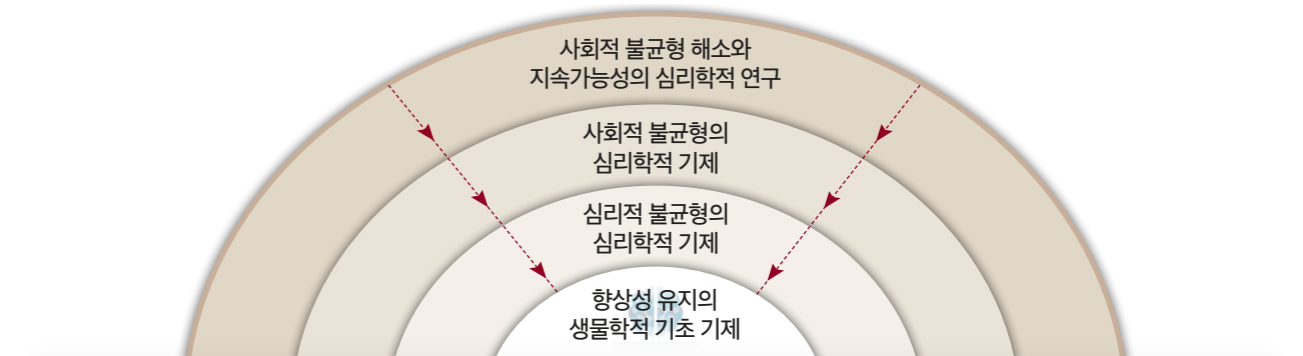 사회적 불균형 해소와
지속가능성의 심리학적 연구
사회적 불균형의
심리학적 기제
심리적 불균형의
심리학적 기제
향상성 유지의
생물학적 기초 기제